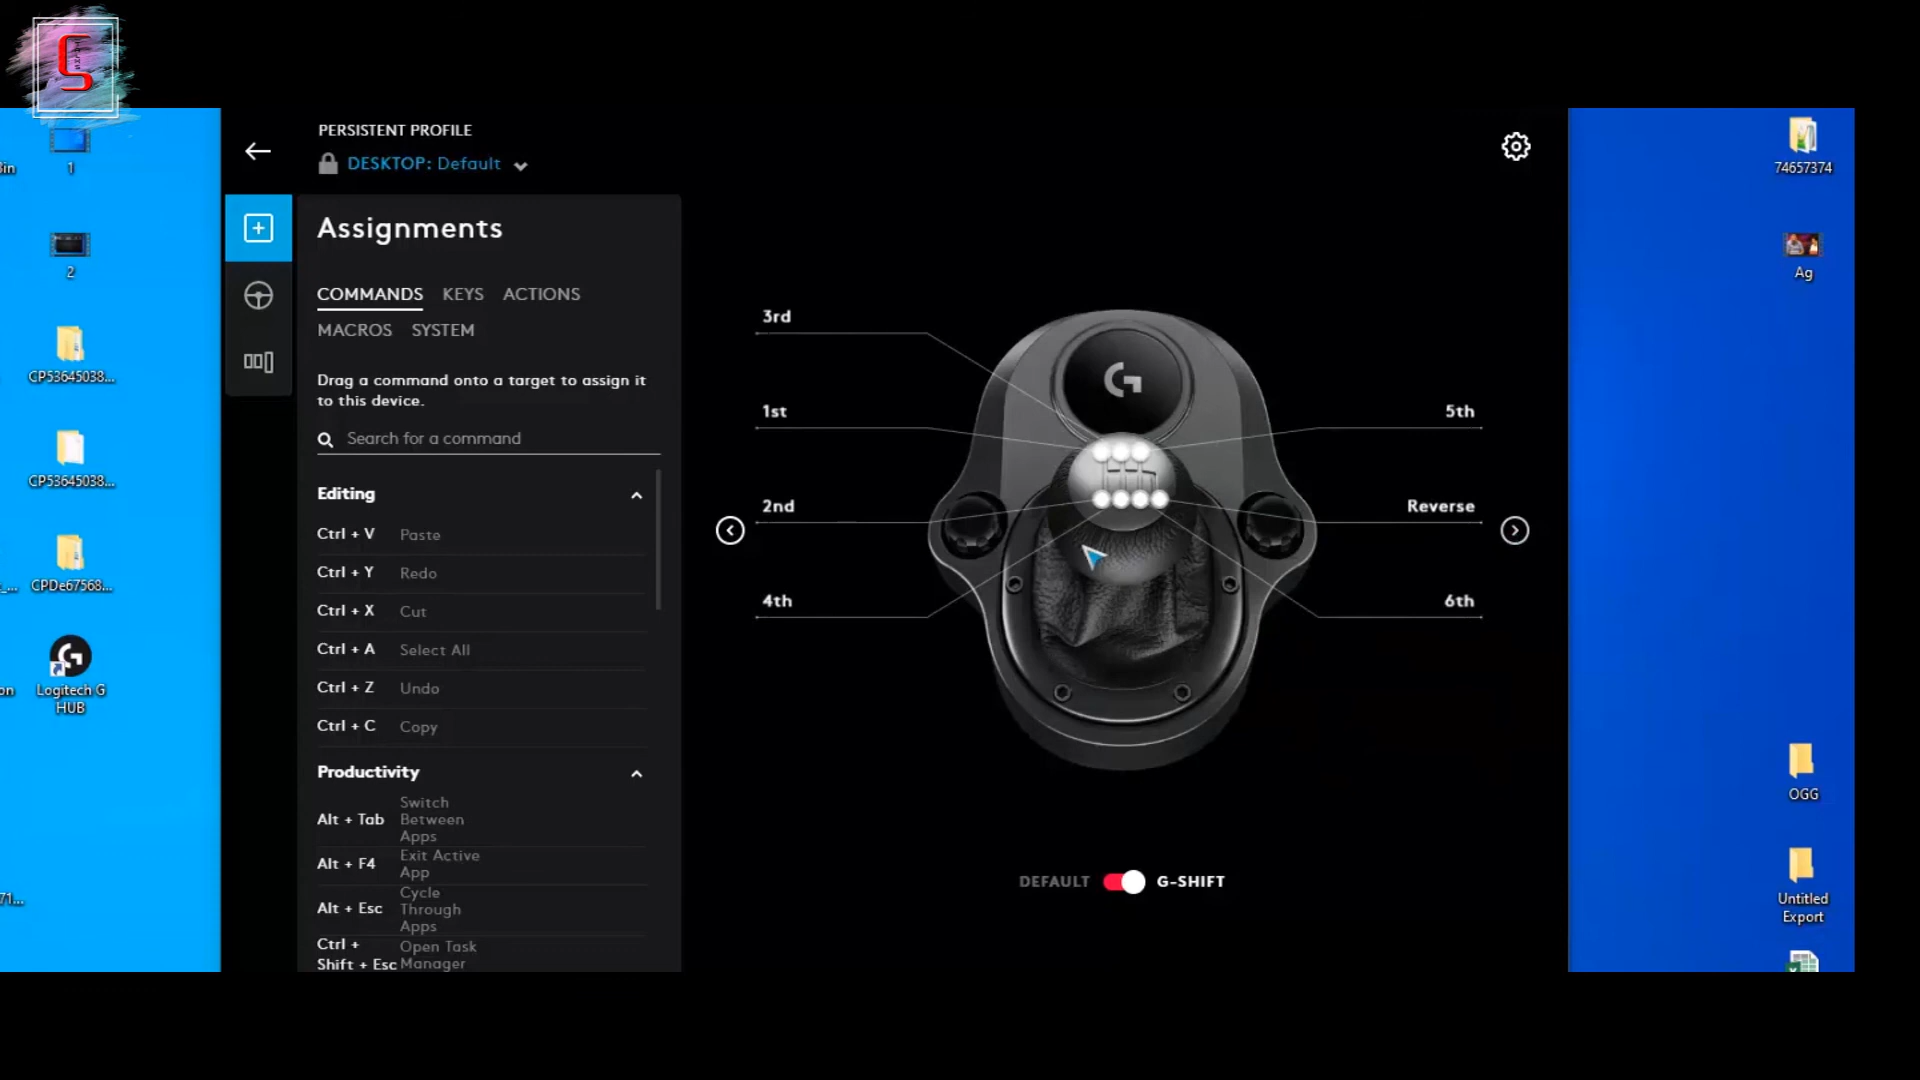 Bin
1
2
CP53645038...
CP53645038...
CPDe67568...
Logitech G
HUB
PERSISTENT PROFILE
DESKTOP: Default
Assignments
COMMANDS KEYS ACTIONS
MACROS SYSTEM
Drag a command onto a target to assign it
to this device.
Search for a command
Editing
Ctrl + V Paste
Ctrl + Y Redo
Ctrl + X Cut
Ctrl + A Select All
Ctrl + Z Undo
Ctrl + C Copy
Productivity
Alt + Tab Switch
Between
Apps
Alt + F4 Exit Active
App
Alt + Esc Cycle
Through
Apps
Ctrl + Open Task
Shift + Esc Manager
3rd
1st
2nd
4th
5th
Reverse
6th
DEFAULT G-SHIFT
74657374
Ag
OGG
Untitled
Export